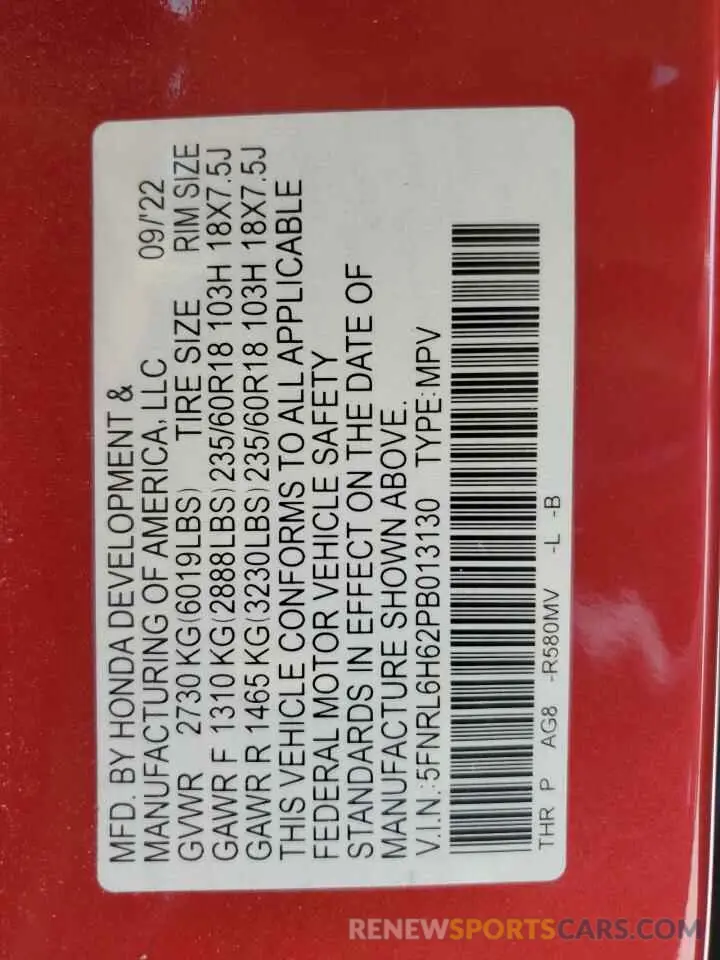 MFD. BY HONDA DEVELOPMENT &
MANUFACTURING OF AMERICA, LLC 09/'22
GVWR 2730 KG(6019LBS) TIRE SIZE RIM SIZE
GAWR F 1310 KG(2888LBS) 235/60R18 103H 18X7.5J
GAWR R 1465 KG(3230LBS) 235/60R18 103H 18X7.5J
THIS VEHICLE CONFORMS TO ALL APPLICABLE
FEDERAL MOTOR VEHICLE SAFETY
STANDARDS IN EFFECT ON THE DATE OF
MANUFACTURE SHOWN ABOVE.
V.I.N.:5FNRL6H62PB013130 TYPE:MPV
THR P AG8 -R580MV -L -B
RENEWSPORTSCARS.COM